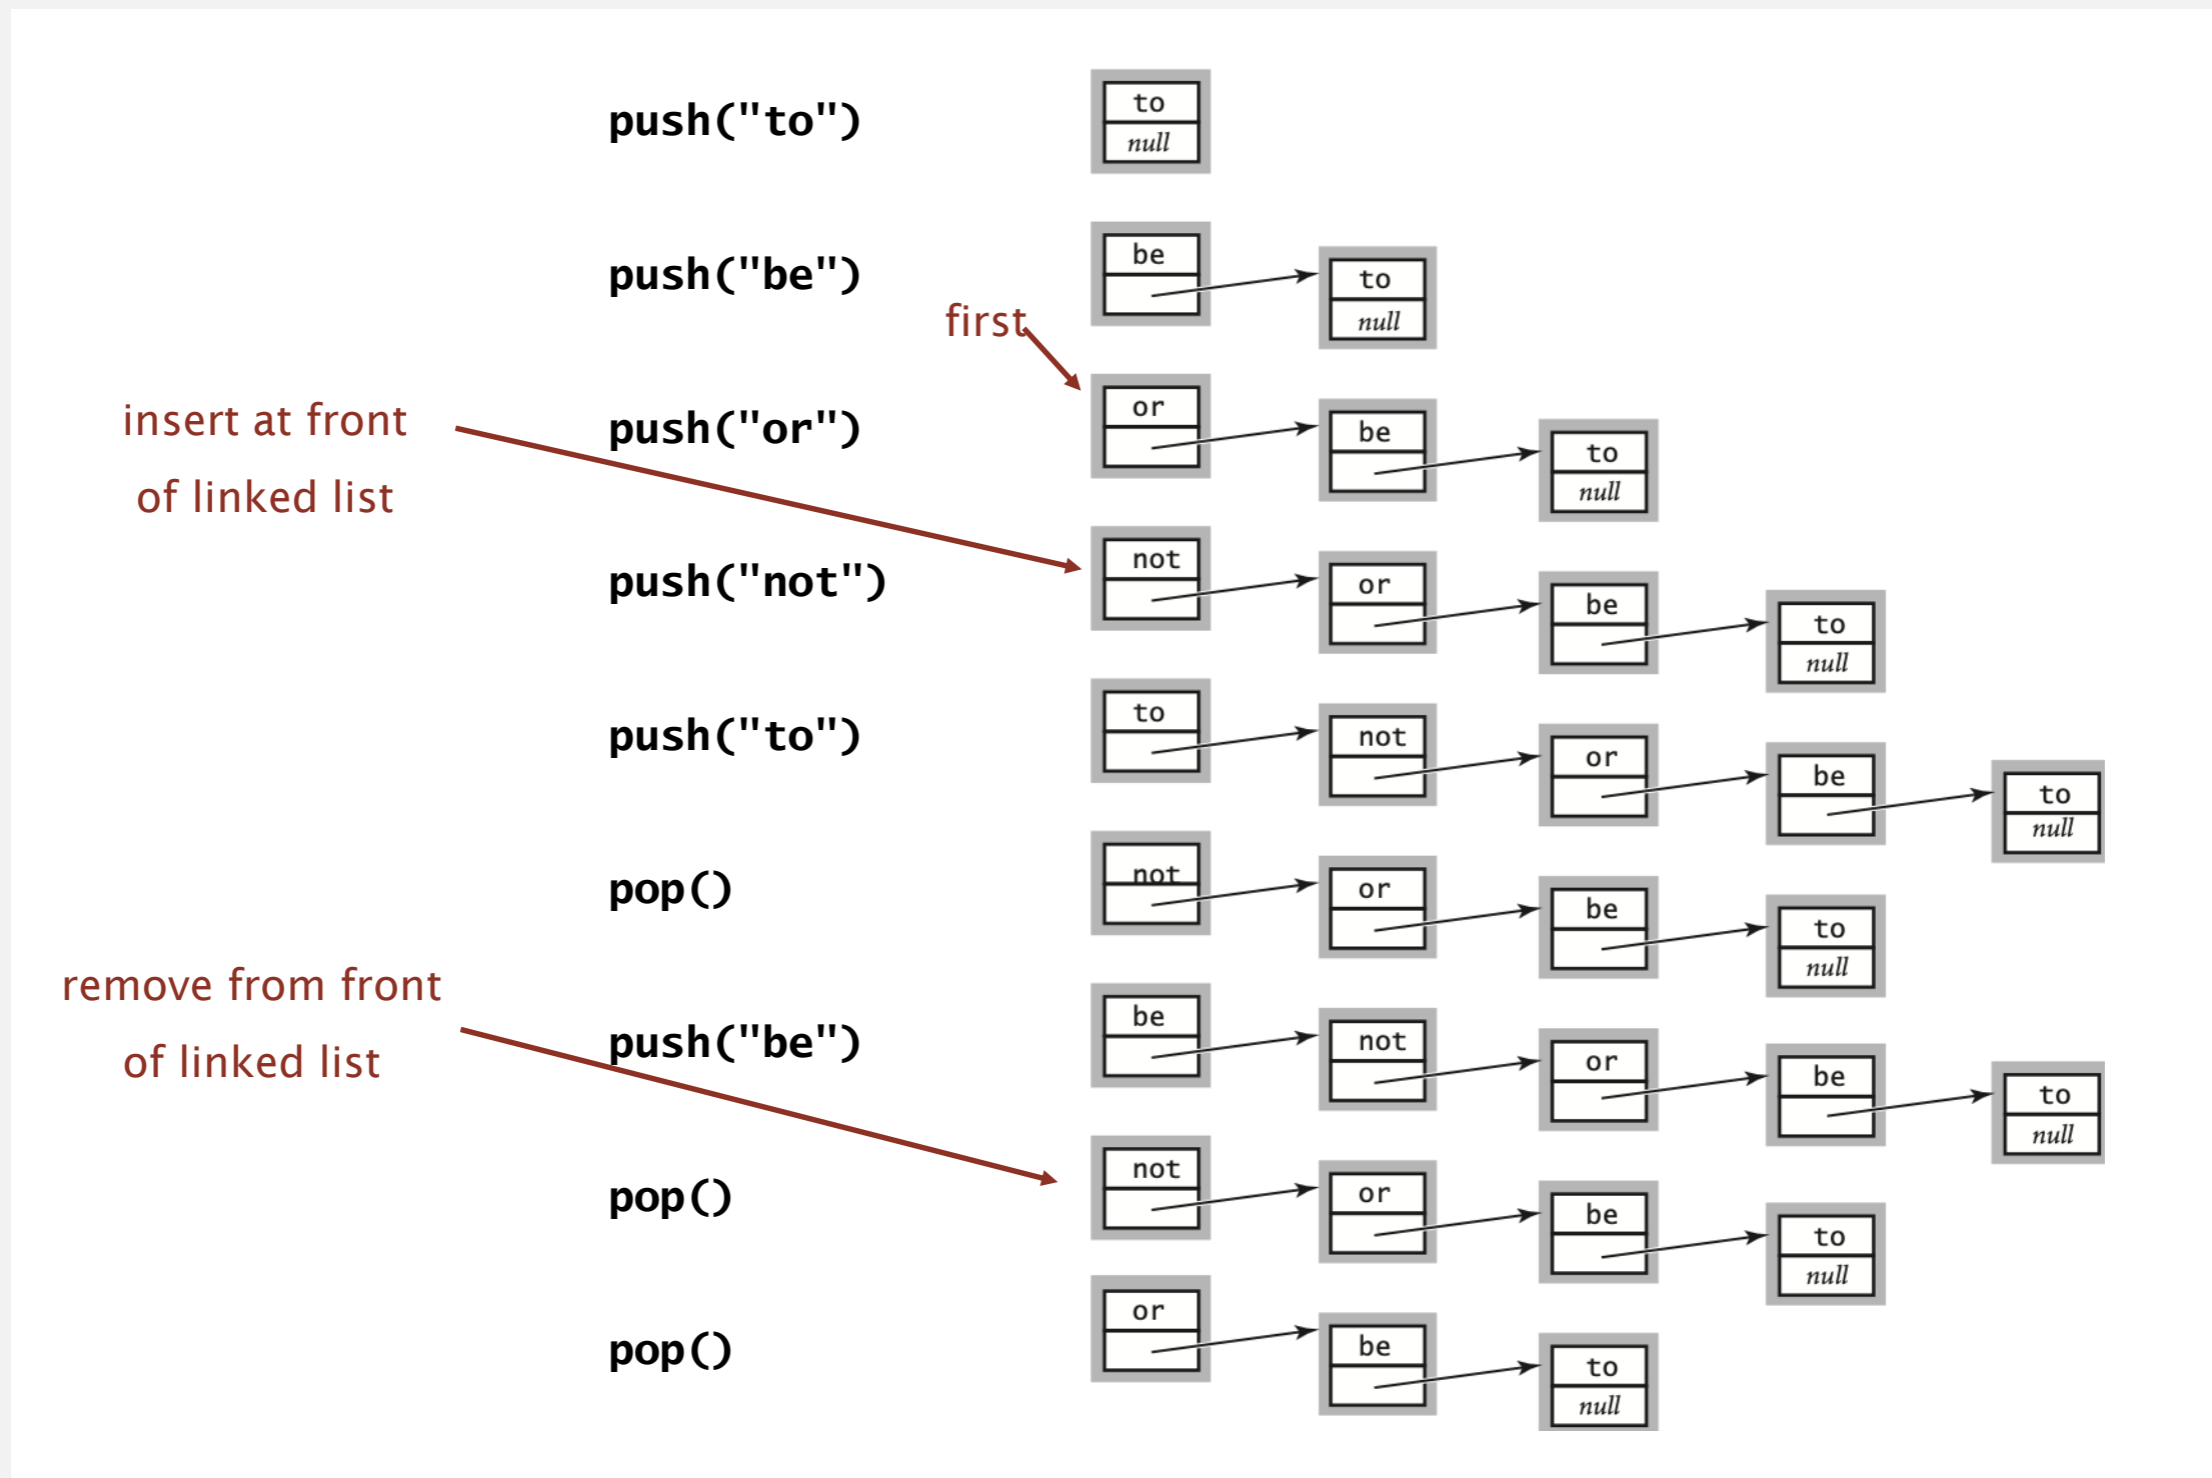 push("to")
to
null
push("be")
be
to
null
first
insert at front
of linked list
push("or")
or
be
to
null
push("not")
not
or
be
to
null
push("to")
to
not
or
be
to
null
pop()
not
or
be
to
null
remove from front
of linked list
push("be")
be
not
or
be
to
null
pop()
not
or
be
to
null
pop()
or
be
to
null